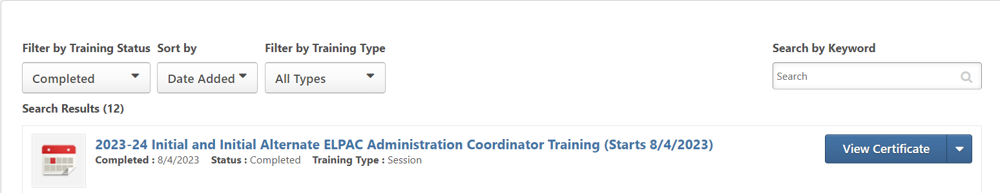 Filter by Training Status Sort by Filter by Training Type Search by Keyword
Completed Date Added All Types Search
Search Results (12)
2023-24 Initial and Initial Alternate ELPAC Administration Coordinator Training (Starts 8/4/2023)
View Certificate
Completed : 8/4/2023 Status : Completed Training Type : Session